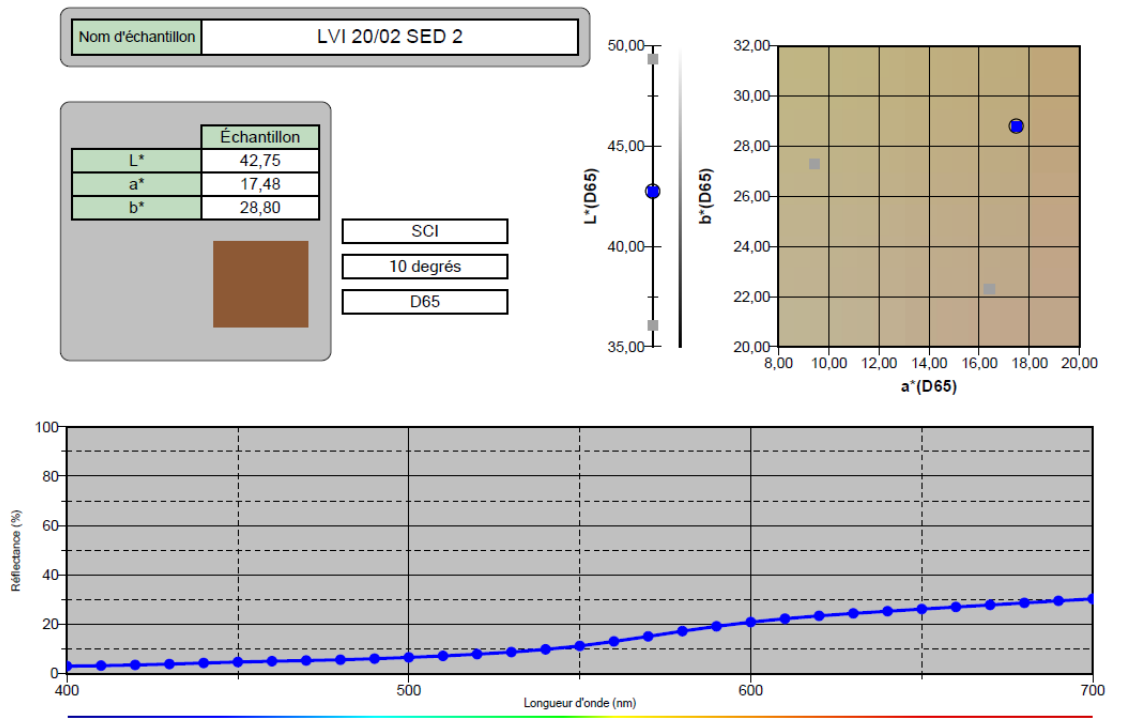 Nom d'échantillon LVI 20/02 SED 2
Échantillon
L* 42,75
a* 17,48
b* 28,80
SCI
10 degrés
D65
50,00
45,00
40,00
35,00
L*(D65)
32,00
30,00
28,00
26,00
24,00
22,00
20,00
b*(D65)
8,00 10,00 12,00 14,00 16,00 18,00 20,00
a*(D65)
100
80
60
40
20
0
Réflectance (%)
400 500 600 700
Longueur d'onde (nm)